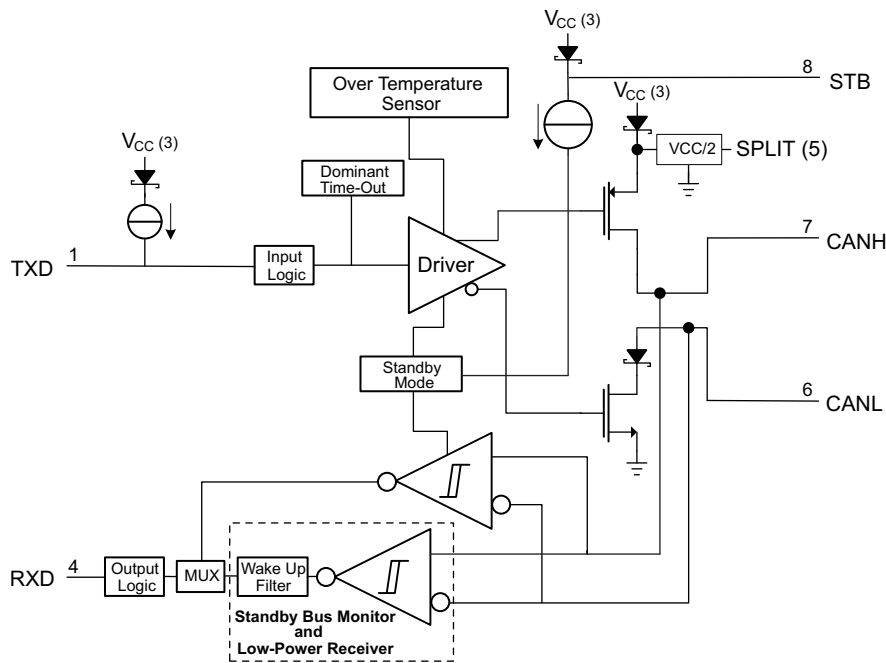 VCC (3)
8
STB
Over Temperature
Sensor
VCC (3)
VCC (3)
VCC/2
SPLIT (5)
Dominant
Time-Out
7
CANH
TXD
1
Input
Logic
Driver
Standby
Mode
6
CANL
RXD
4
Output
Logic
MUX
Wake Up
Filter
Standby Bus Monitor
and
Low-Power Receiver